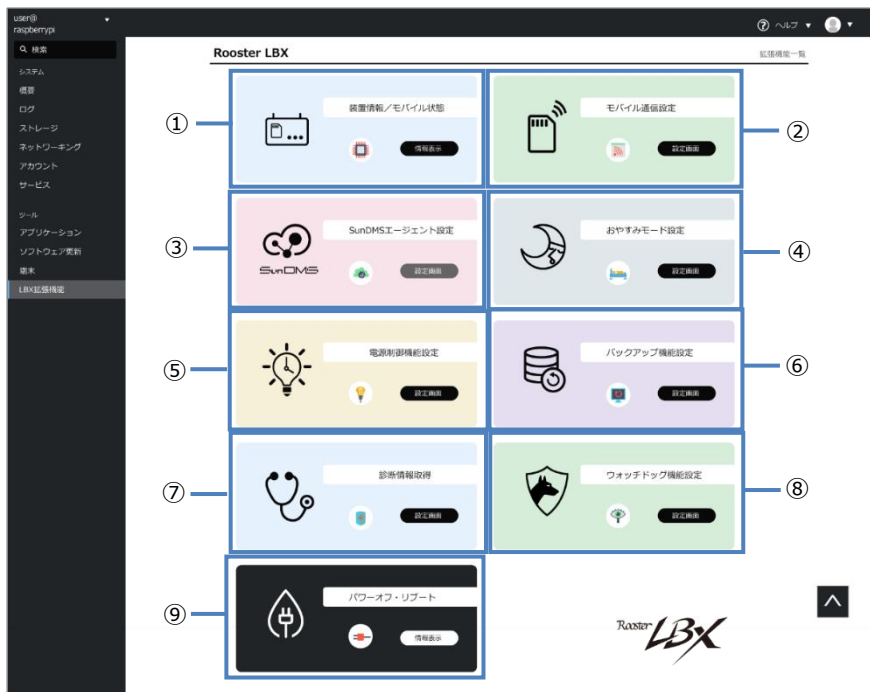 user@
raspberrypi
ヘルプ
検索
システム
概要
ログ
ストレージ
ネットワーキング
アカウント
サービス
ツール
アプリケーション
ソフトウェア更新
端末
LBX拡張機能
Rooster LBX
拡張機能一覧
①
装置情報／モバイル状態
情報表示
②
モバイル通信設定
設定画面
③
SunDMS
SunDMSエージェント設定
設定画面
④
おやすみモード設定
設定画面
⑤
電源制御機能設定
設定画面
⑥
バックアップ機能設定
設定画面
⑦
診断情報取得
設定画面
⑧
ウォッチドッグ機能設定
設定画面
⑨
パワーオフ・リブート
情報表示
Rooster LBX